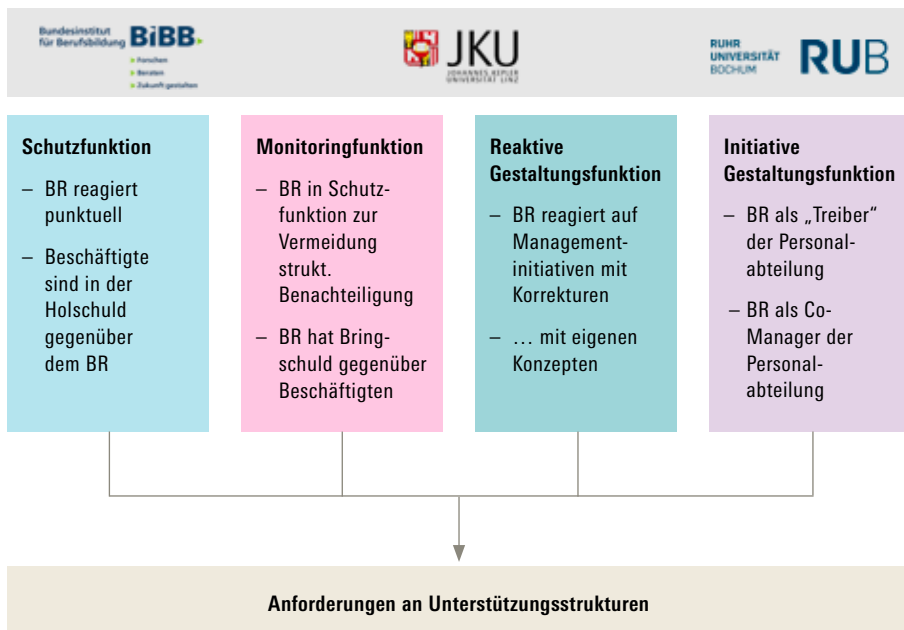 Bundesinstitut
für Berufsbildung
BiBB
Forschen
Beraten
Zukunft gestalten
JKU
JOHANNES KEPLER
UNIVERSITÄT LINZ
RUHR
UNIVERSITÄT
BOCHUM
RUB
Schutzfunktion
– BR reagiert
punktuell
– Beschäftigte
sind in der
Holschuld
gegenüber
dem BR
Monitoringfunktion
– BR in Schutz-
funktion zur
Vermeidung
strukt.
Benachteiligung
– BR hat Bring-
schuld gegenüber
Beschäftigten
Reaktive
Gestaltungsfunktion
– BR reagiert auf
Management-
initiativen mit
Korrekturen
– … mit eigenen
Konzepten
Initiative
Gestaltungsfunktion
– BR als „Treiber“
der Personal-
abteilung
– BR als Co-
Manager der
Personal-
abteilung
Anforderungen an Unterstützungsstrukturen